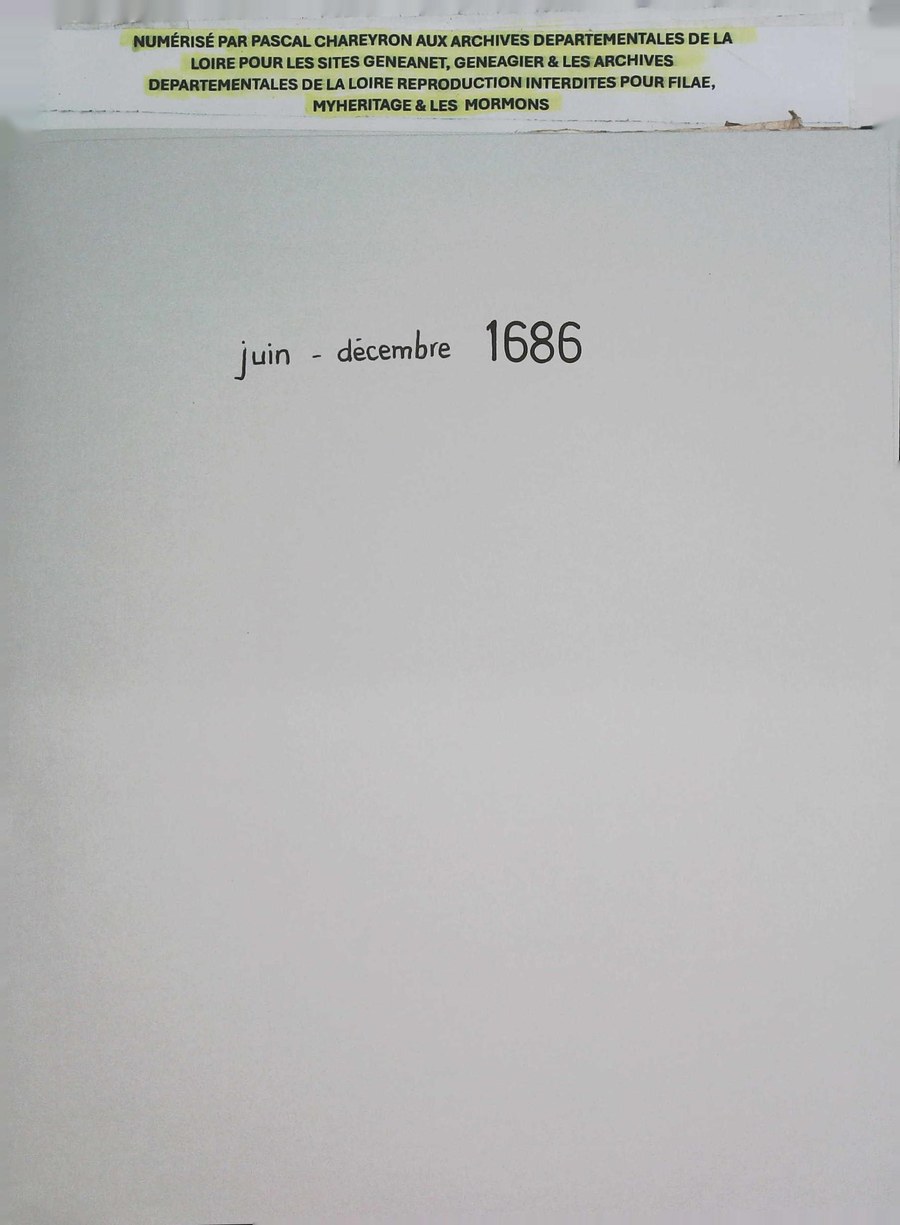 NUMÉRISÉ PAR PASCAL CHAREYRON AUX ARCHIVES DEPARTEMENTALES DE LA
LOIRE POUR LES SITES GENEANET, GENEAGIER & LES ARCHIVES
DEPARTEMENTALES DE LA LOIRE REPRODUCTION INTERDITES POUR FILAE,
MYHERITAGE & LES MORMONS
juin - décembre 1686